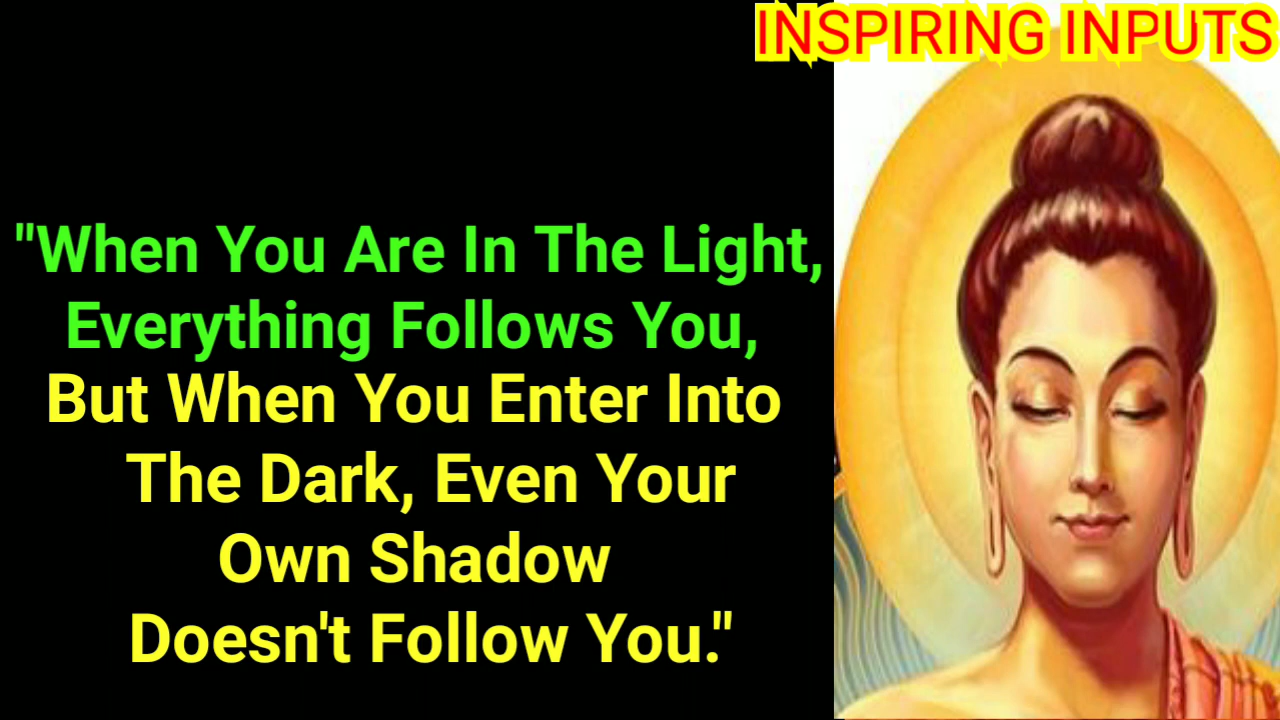 INSPIRING INPUTS
"When You Are In The Light,
Everything Follows You,
But When You Enter Into
The Dark, Even Your
Own Shadow
Doesn't Follow You."